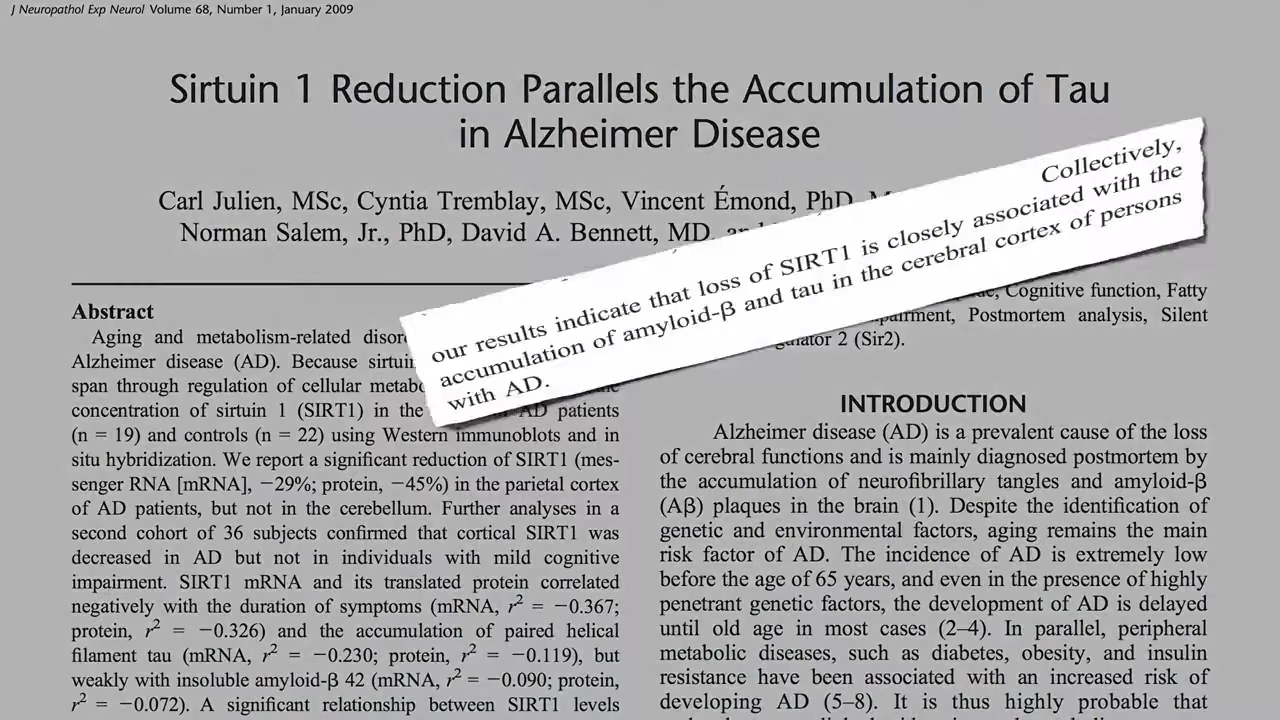 J Neuropathol Exp Neurol Volume 68, Number 1, January 2009
Sirtuin 1 Reduction Parallels the Accumulation of Tau
in Alzheimer Disease
Carl Julien, MSc, Cyntia Tremblay, MSc, Vincent Émond, PhD,
Norman Salem, Jr., PhD, David A. Bennett, MD,
Collectively,
our results indicate that loss of SIRT1 is closely associated with the
accumulation of amyloid-β and tau in the cerebral cortex of persons
with AD.
Abstract
Aging and metabolism-related
Alzheimer disease (AD). Because
span through regulation of cellular
concentration of sirtuin 1 (SIRT1) in the AD patients
(n = 19) and controls (n = 22) using Western immunoblots and in
situ hybridization. We report a significant reduction of SIRT1 (mes-
senger RNA [mRNA], −29%; protein, −45%) in the parietal cortex
of AD patients, but not in the cerebellum. Further analyses in a
second cohort of 36 subjects confirmed that cortical SIRT1 was
decreased in AD but not in individuals with mild cognitive
impairment. SIRT1 mRNA and its translated protein correlated
negatively with the duration of symptoms (mRNA, r² = −0.367;
protein, r² = −0.326) and the accumulation of paired helical
filament tau (mRNA, r² = −0.230; protein, r² = −0.119), but
weakly with insoluble amyloid-β 42 (mRNA, r² = −0.090; protein,
r² = −0.072). A significant relationship between SIRT1 levels
Cognitive function, Fatty
Postmortem analysis, Silent
2 (Sir2).
INTRODUCTION
Alzheimer disease (AD) is a prevalent cause of the loss
of cerebral functions and is mainly diagnosed postmortem by
the accumulation of neurofibrillary tangles and amyloid-β
(Aβ) plaques in the brain (1). Despite the identification of
genetic and environmental factors, aging remains the main
risk factor of AD. The incidence of AD is extremely low
before the age of 65 years, and even in the presence of highly
penetrant genetic factors, the development of AD is delayed
until old age in most cases (2–4). In parallel, peripheral
metabolic diseases, such as diabetes, obesity, and insulin
resistance have been associated with an increased risk of
developing AD (5–8). It is thus highly probable that